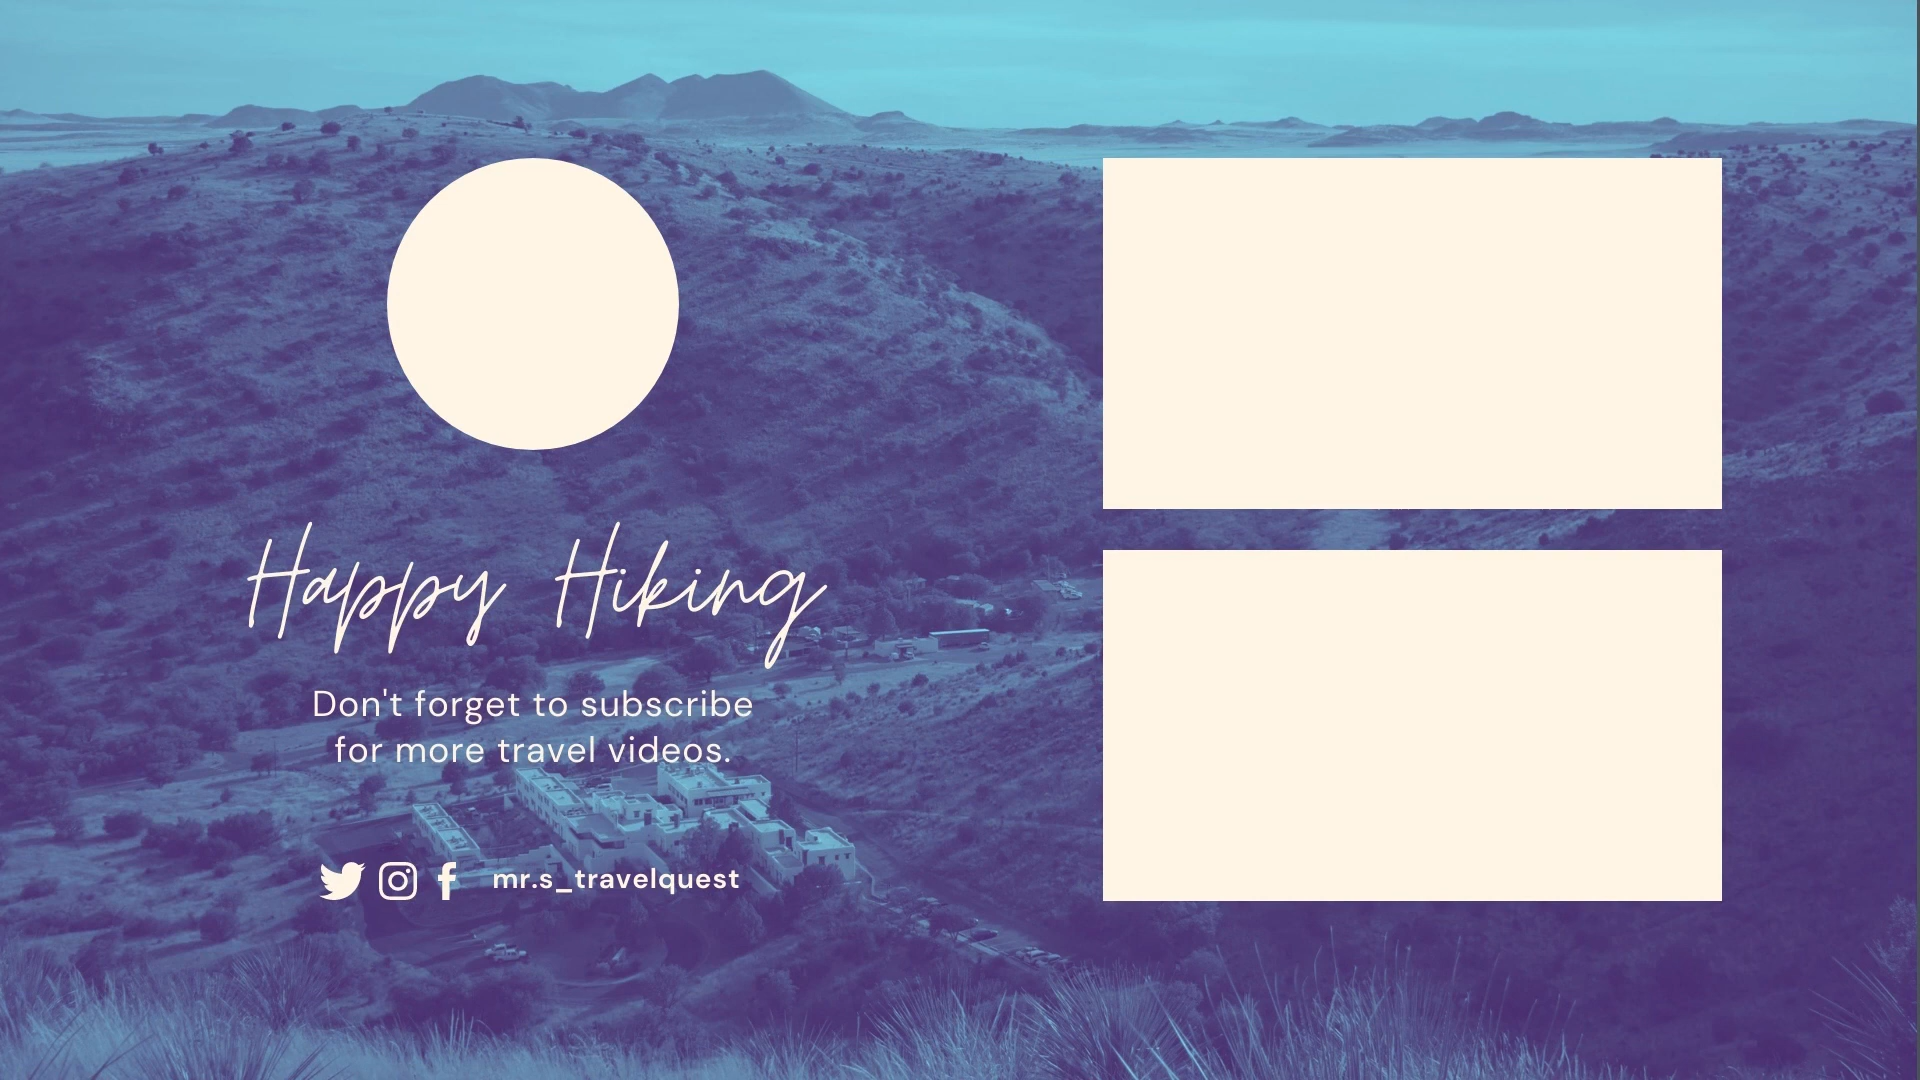 Happy Hiking
Don't forget to subscribe
for more travel videos.
mr.s_travelquest